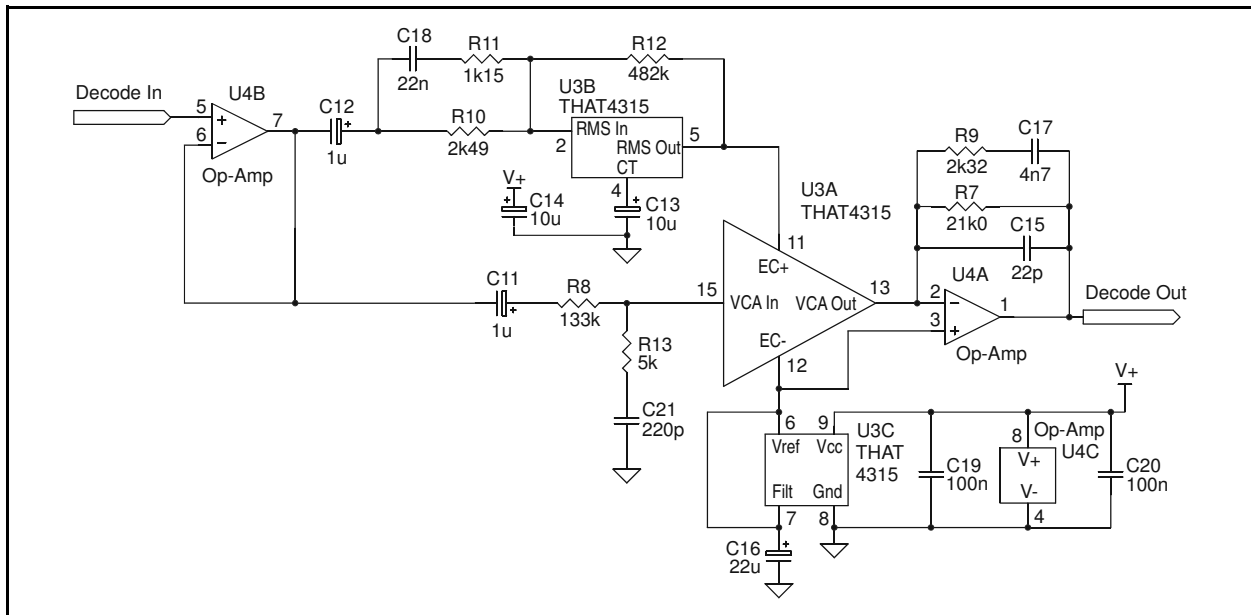 C18
22n
R11
1k15
R12
482k
Decode In
U4B
5
6
7
+
−
Op-Amp
C12
+
1u
R10
2k49
U3B
THAT4315
RMS In
RMS Out
CT
2
5
4
V+
+
C14
10u
+
C13
10u
R9
2k32
C17
4n7
R7
21k0
C15
22p
U3A
THAT4315
11
EC+
15
VCA In
VCA Out
13
EC-
12
U4A
2
3
−
+
1
Op-Amp
Decode Out
C11
+
1u
R8
133k
R13
5k
C21
220p
V+
6
9
Vref
Vcc
Filt
Gnd
7
8
U3C
THAT
4315
C19
100n
Op-Amp
U4C
8
V+
V-
4
C20
100n
C16
+
22u